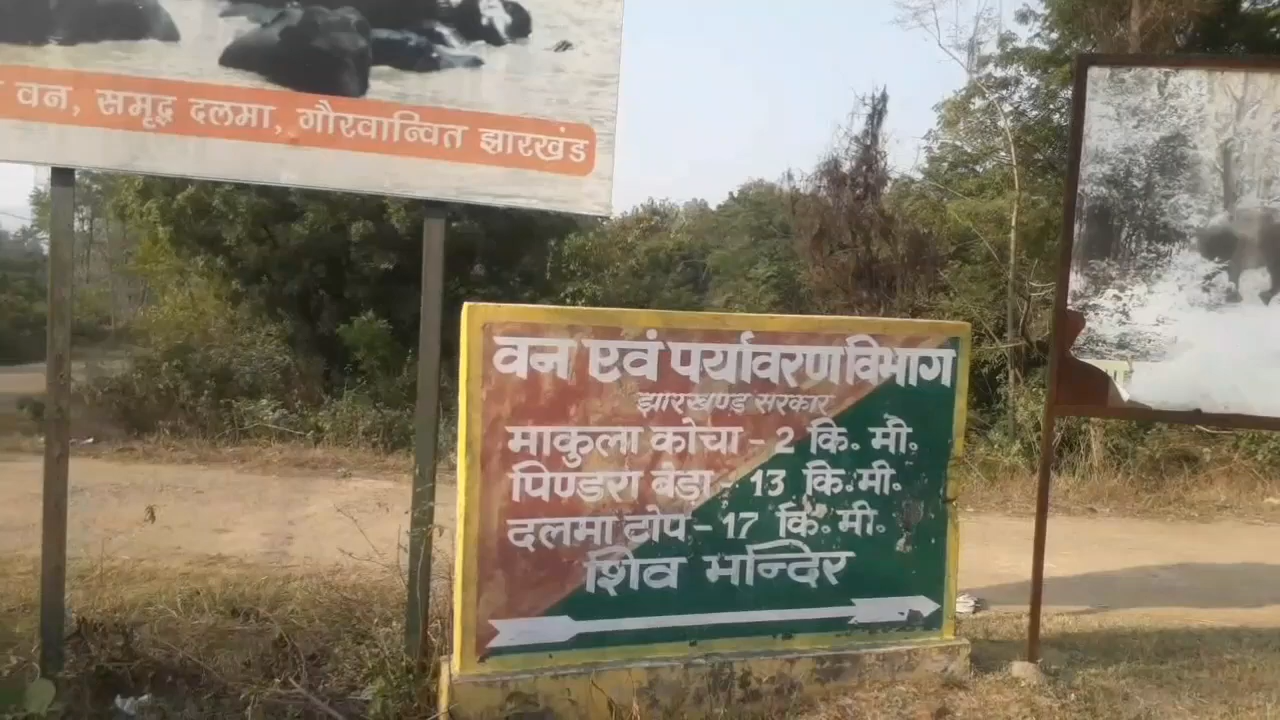 वन, समृद्ध दलमा, गौरवान्वित झारखंड
वन एवं पर्यावरण विभाग
झारखण्ड सरकार
माकुला कोचा - 2 कि. मी.
पिण्डरा बेड़ा - 13 कि.मी.
दलमा टोप - 17 कि. मी.
शिव मन्दिर